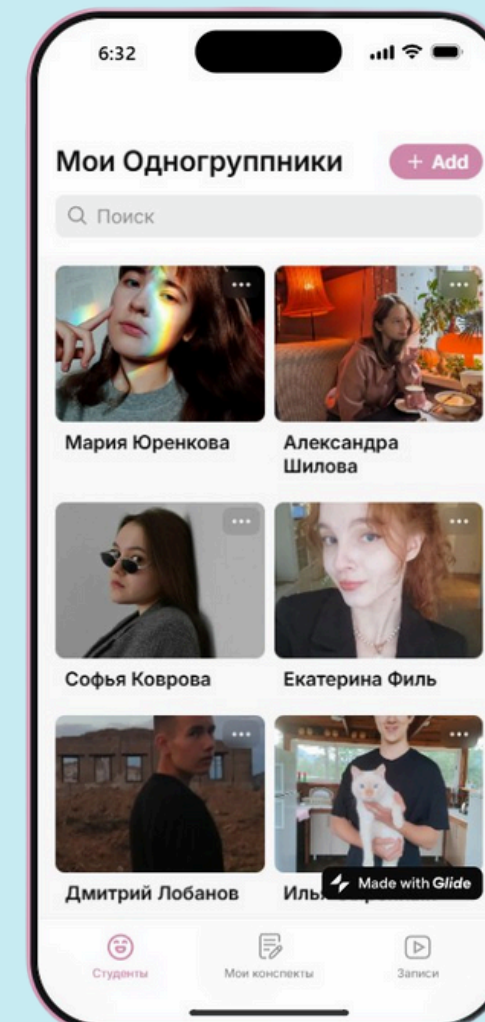 6:32
Мои Одногруппники
+ Add
Поиск
Мария Юренкова
Александра
Шилова
Софья Коврова
Екатерина Филь
Дмитрий Лобанов
Made with Glide
Студенты
Мои конспекты
Записи